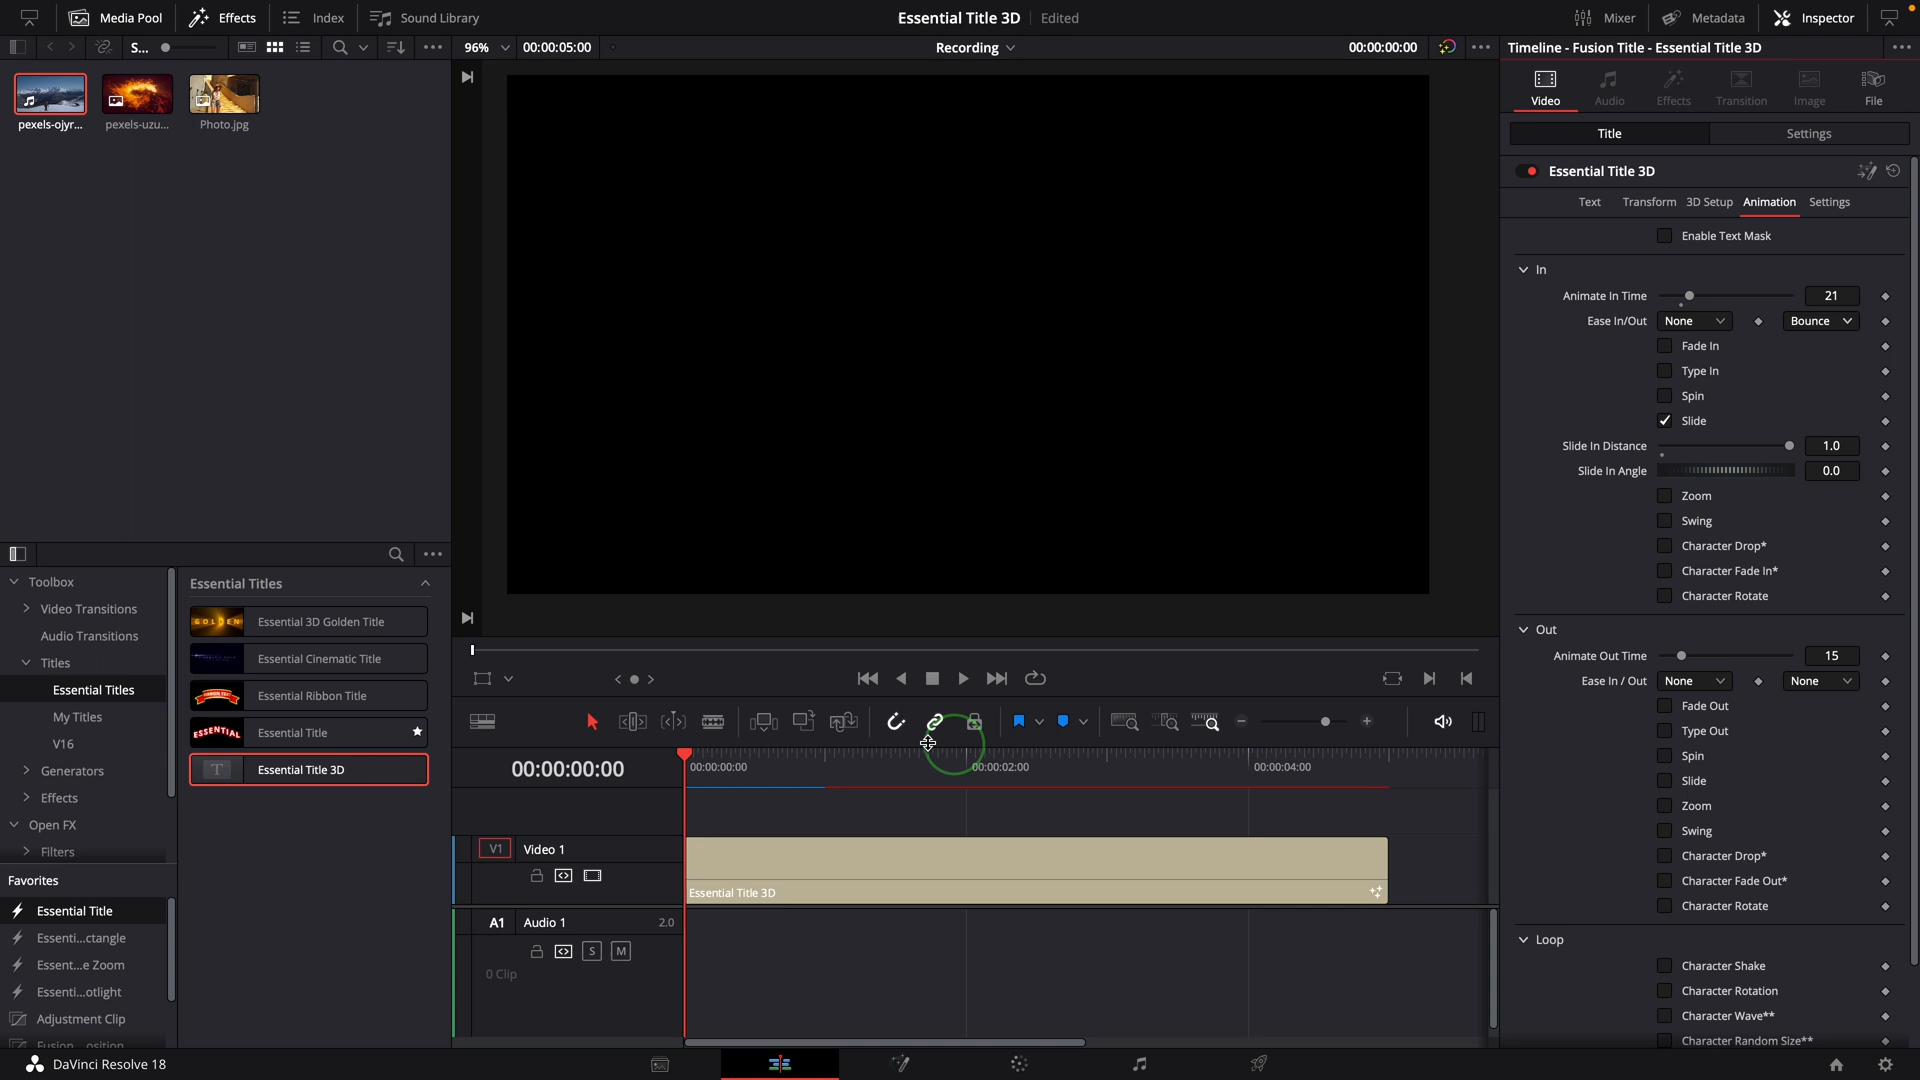 Media Pool
Effects
Index
Sound Library
Essential Title 3D
Edited
Mixer
Metadata
Inspector
S...
96%
00:00:05:00
Recording
00:00:00:00
Timeline - Fusion Title - Essential Title 3D
pexels-ojyr...
pexels-uzu...
Photo.jpg
Video
Audio
Effects
Transition
Image
File
Title
Settings
Essential Title 3D
Text
Transform
3D Setup
Animation
Settings
Enable Text Mask
In
Animate In Time
21
Ease In/Out
None
Bounce
Fade In
Type In
Spin
Slide
Slide In Distance
1.0
Slide In Angle
0.0
Zoom
Swing
Character Drop*
Character Fade In*
Character Rotate
Out
Animate Out Time
15
Ease In / Out
None
None
Fade Out
Type Out
Spin
Slide
Zoom
Swing
Character Drop*
Character Fade Out*
Character Rotate
Loop
Character Shake
Character Rotation
Character Wave**
Character Random Size**
Toolbox
Video Transitions
Audio Transitions
Titles
Essential Titles
My Titles
V16
Generators
Effects
Open FX
Filters
Favorites
Essential Title
Essenti...ctangle
Essent...e Zoom
Essenti...otlight
Adjustment Clip
Fusion...osition
Essential Titles
GOLDEN
Essential 3D Golden Title
Essential Cinematic Title
Essential Ribbon Title
ESSENTIAL
Essential Title
T
Essential Title 3D
00:00:00:00
00:00:00:00
00:00:02:00
00:00:04:00
V1
Video 1
Essential Title 3D
A1
Audio 1
2.0
S
M
0 Clip
DaVinci Resolve 18